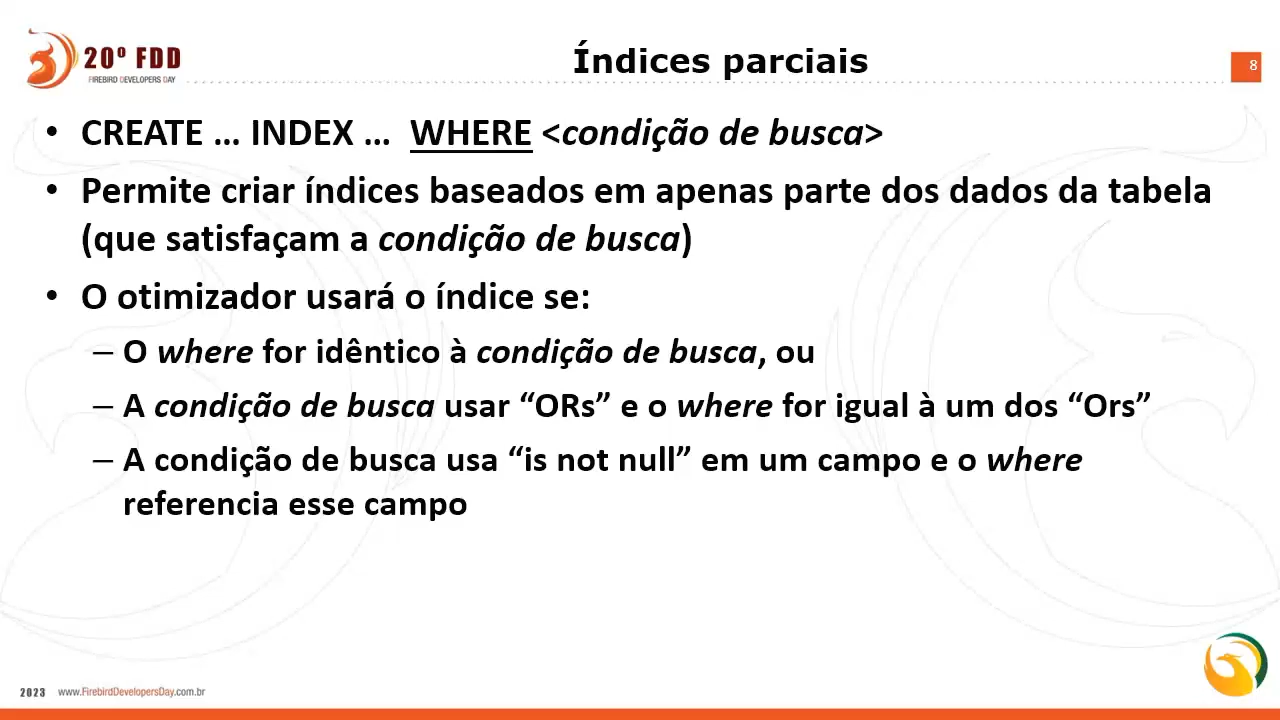 20º FDD
FIREBIRD DEVELOPERS DAY
Índices parciais
8
• CREATE … INDEX … WHERE <condição de busca>
• Permite criar índices baseados em apenas parte dos dados da tabela
(que satisfaçam a condição de busca)
• O otimizador usará o índice se:
– O where for idêntico à condição de busca, ou
– A condição de busca usar “ORs” e o where for igual à um dos “Ors”
– A condição de busca usa “is not null” em um campo e o where
referencia esse campo
2023 www.FirebirdDevelopersDay.com.br